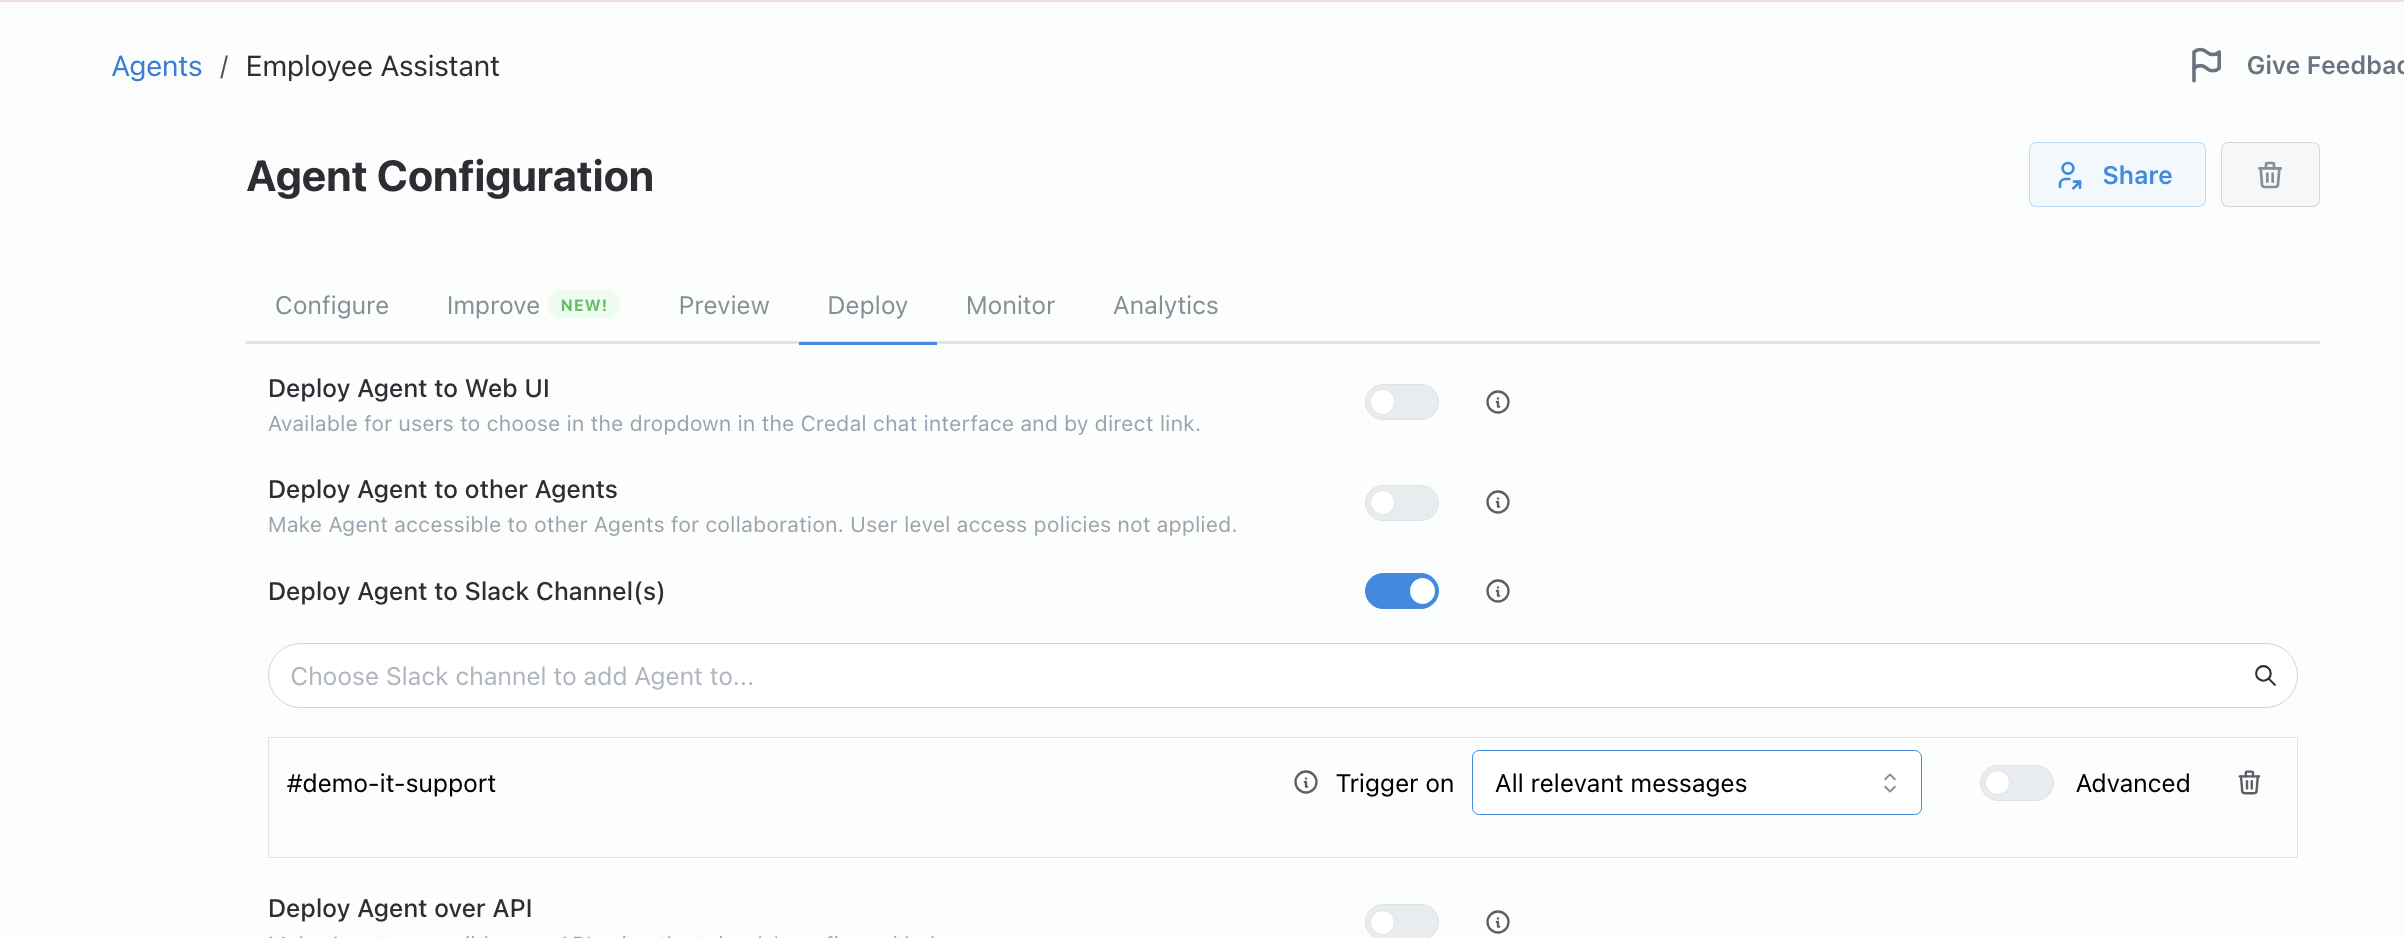 Agents / Employee Assistant
Give Feedbac
Agent Configuration
Share
Configure Improve NEW! Preview Deploy Monitor Analytics
Deploy Agent to Web UI
Available for users to choose in the dropdown in the Credal chat interface and by direct link.
Deploy Agent to other Agents
Make Agent accessible to other Agents for collaboration. User level access policies not applied.
Deploy Agent to Slack Channel(s)
Choose Slack channel to add Agent to...
#demo-it-support Trigger on All relevant messages Advanced
Deploy Agent over API